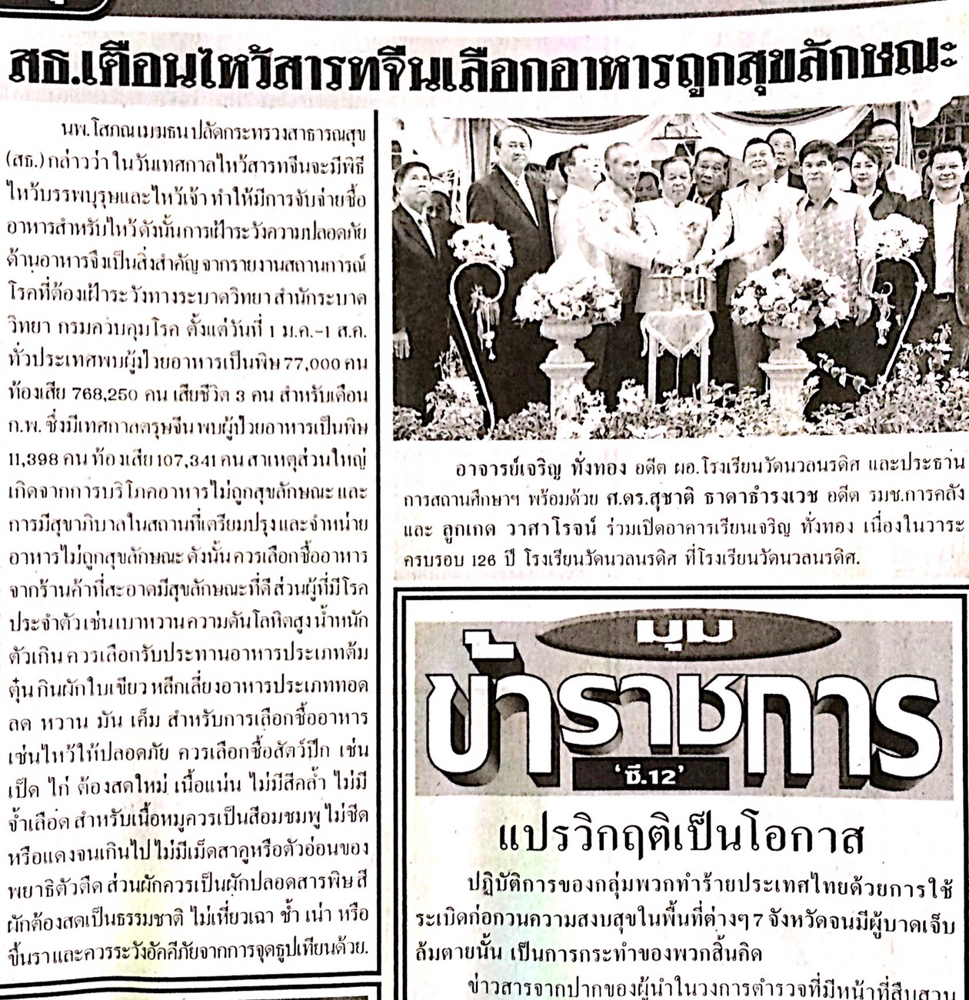 สธ.เตือนไหว้สารทจีนเลือกอาหารถูกสุขลักษณะ
นพ.โสภณ เมฆธน ปลัดกระทรวงสาธารณสุข
(สธ.) กล่าวว่า ในวันเทศกาลไหว้สารทจีนจะมีพิธี
ไหว้บรรพบุรุษและไหว้เจ้า ทำให้มีการจับจ่ายซื้อ
อาหารสำหรับไหว้ ดังนั้นการเฝ้าระวังความปลอดภัย
ด้านอาหารจึงเป็นสิ่งสำคัญ จากรายงานสถานการณ์
โรคที่ต้องเฝ้าระวังทางระบาดวิทยา สำนักระบาด
วิทยา กรมควบคุมโรค ตั้งแต่วันที่ 1 ม.ค.-1 ส.ค.
ทั่วประเทศพบผู้ป่วยอาหารเป็นพิษ 77,000 คน
ท้องเสีย 768,250 คน เสียชีวิต 3 คน สำหรับเดือน
ก.พ. ซึ่งมีเทศกาลตรุษจีน พบผู้ป่วยอาหารเป็นพิษ
11,398 คน ท้องเสีย 107,341 คน สาเหตุส่วนใหญ่
เกิดจากการบริโภคอาหารไม่ถูกสุขลักษณะ และ
การมีสุขาภิบาลในสถานที่เตรียมปรุงและจำหน่าย
อาหารไม่ถูกสุขลักษณะ ดังนั้น ควรเลือกซื้ออาหาร
จากร้านค้าที่สะอาดมีสุขลักษณะที่ดี ส่วนผู้ที่มีโรค
ประจำตัว เช่น เบาหวาน ความดันโลหิตสูง น้ำหนัก
ตัวเกิน ควรเลือกรับประทานอาหารประเภทต้ม
ตุ๋น กินผักใบเขียว หลีกเลี่ยงอาหารประเภททอด
ลด หวาน มัน เค็ม สำหรับการเลือกซื้ออาหาร
เซ่นไหว้ให้ปลอดภัย ควรเลือกซื้อสัตว์ปีก เช่น
เป็ด ไก่ ต้องสดใหม่ เนื้อแน่น ไม่มีสีคล้ำ ไม่มี
จ้ำเลือด สำหรับเนื้อหมูควรเป็นสีอมชมพู ไม่ซีด
หรือแดงจนเกินไป ไม่มีเม็ดสาคูหรือตัวอ่อนของ
พยาธิตัวตืด ส่วนผักควรเป็นผักปลอดสารพิษ สี
ผักต้องสดเป็นธรรมชาติ ไม่เหี่ยวเฉา ช้ำ เน่า หรือ
ขึ้นรา และควรระวังอัคคีภัยจากการจุดธูปเทียนด้วย.
อาจารย์เจริญ ทั่งทอง อดีต ผอ.โรงเรียนวัดนวลนรดิศ และประธาน
การสถานศึกษาฯ พร้อมด้วย ศ.ดร.สุชาติ ธาดาธำรงเวช อดีต รมช.การคลัง
และ ลูกเกด วาศาโรจน์ ร่วมเปิดอาคารเรียนเจริญ ทั่งทอง เนื่องในวาระ
ครบรอบ 126 ปี โรงเรียนวัดนวลนรดิศ ที่โรงเรียนวัดนวลนรดิศ.
มุม
ข้าราชการ
‘ซี.12’
แปรวิกฤติเป็นโอกาส
ปฏิบัติการของกลุ่มพวกทำร้ายประเทศไทยด้วยการใช้
ระเบิดก่อกวนความสงบสุขในพื้นที่ต่างๆ 7 จังหวัดจนมีผู้บาดเจ็บ
ล้มตายนั้น เป็นการกระทำของพวกสิ้นคิด
ข่าวสารจากปากของผู้นำในวงการตำรวจที่มีหน้าที่สืบสวน